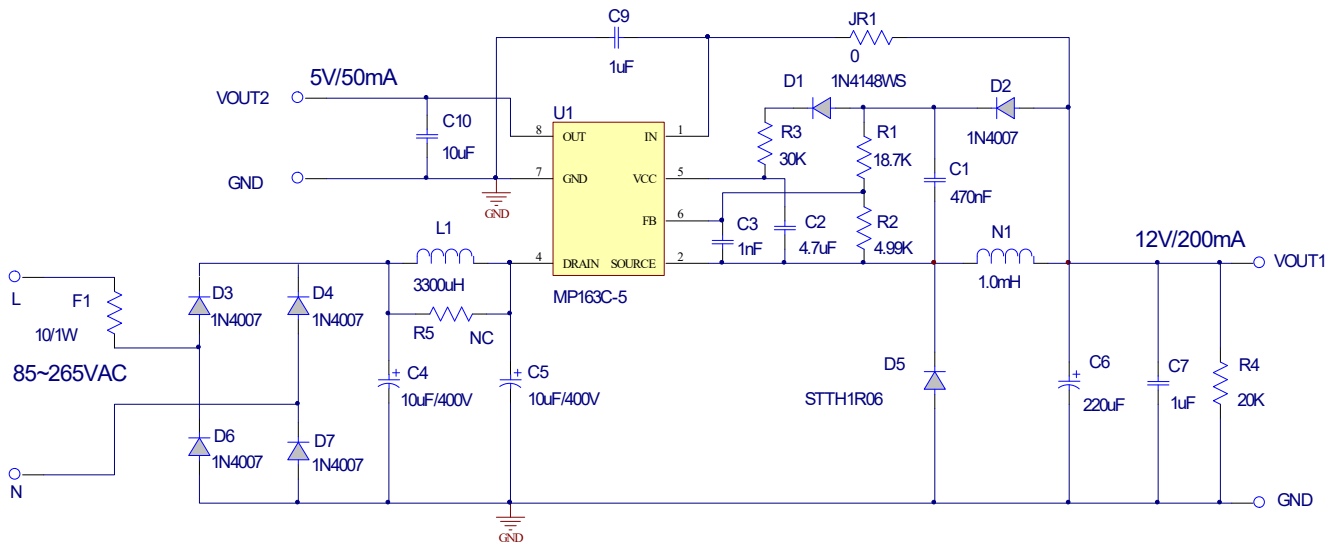 C9
1uF
JR1
0
5V/50mA
1N4148WS
D1
D2
1N4007
VOUT2
U1
C10
10uF
8
OUT
IN
1
R3
30K
R1
18.7K
C1
470nF
GND
7
GND
VCC
5
GND
FB
6
C3
1nF
C2
4.7uF
R2
4.99K
L1
3300uH
4
DRAIN
SOURCE
2
MP163C-5
N1
1.0mH
12V/200mA
VOUT1
L
F1
10/1W
D3
1N4007
D4
1N4007
R5
NC
85~265VAC
C4
10uF/400V
C5
10uF/400V
D5
STTH1R06
C6
220uF
C7
1uF
R4
20K
D6
1N4007
D7
1N4007
N
GND
GND